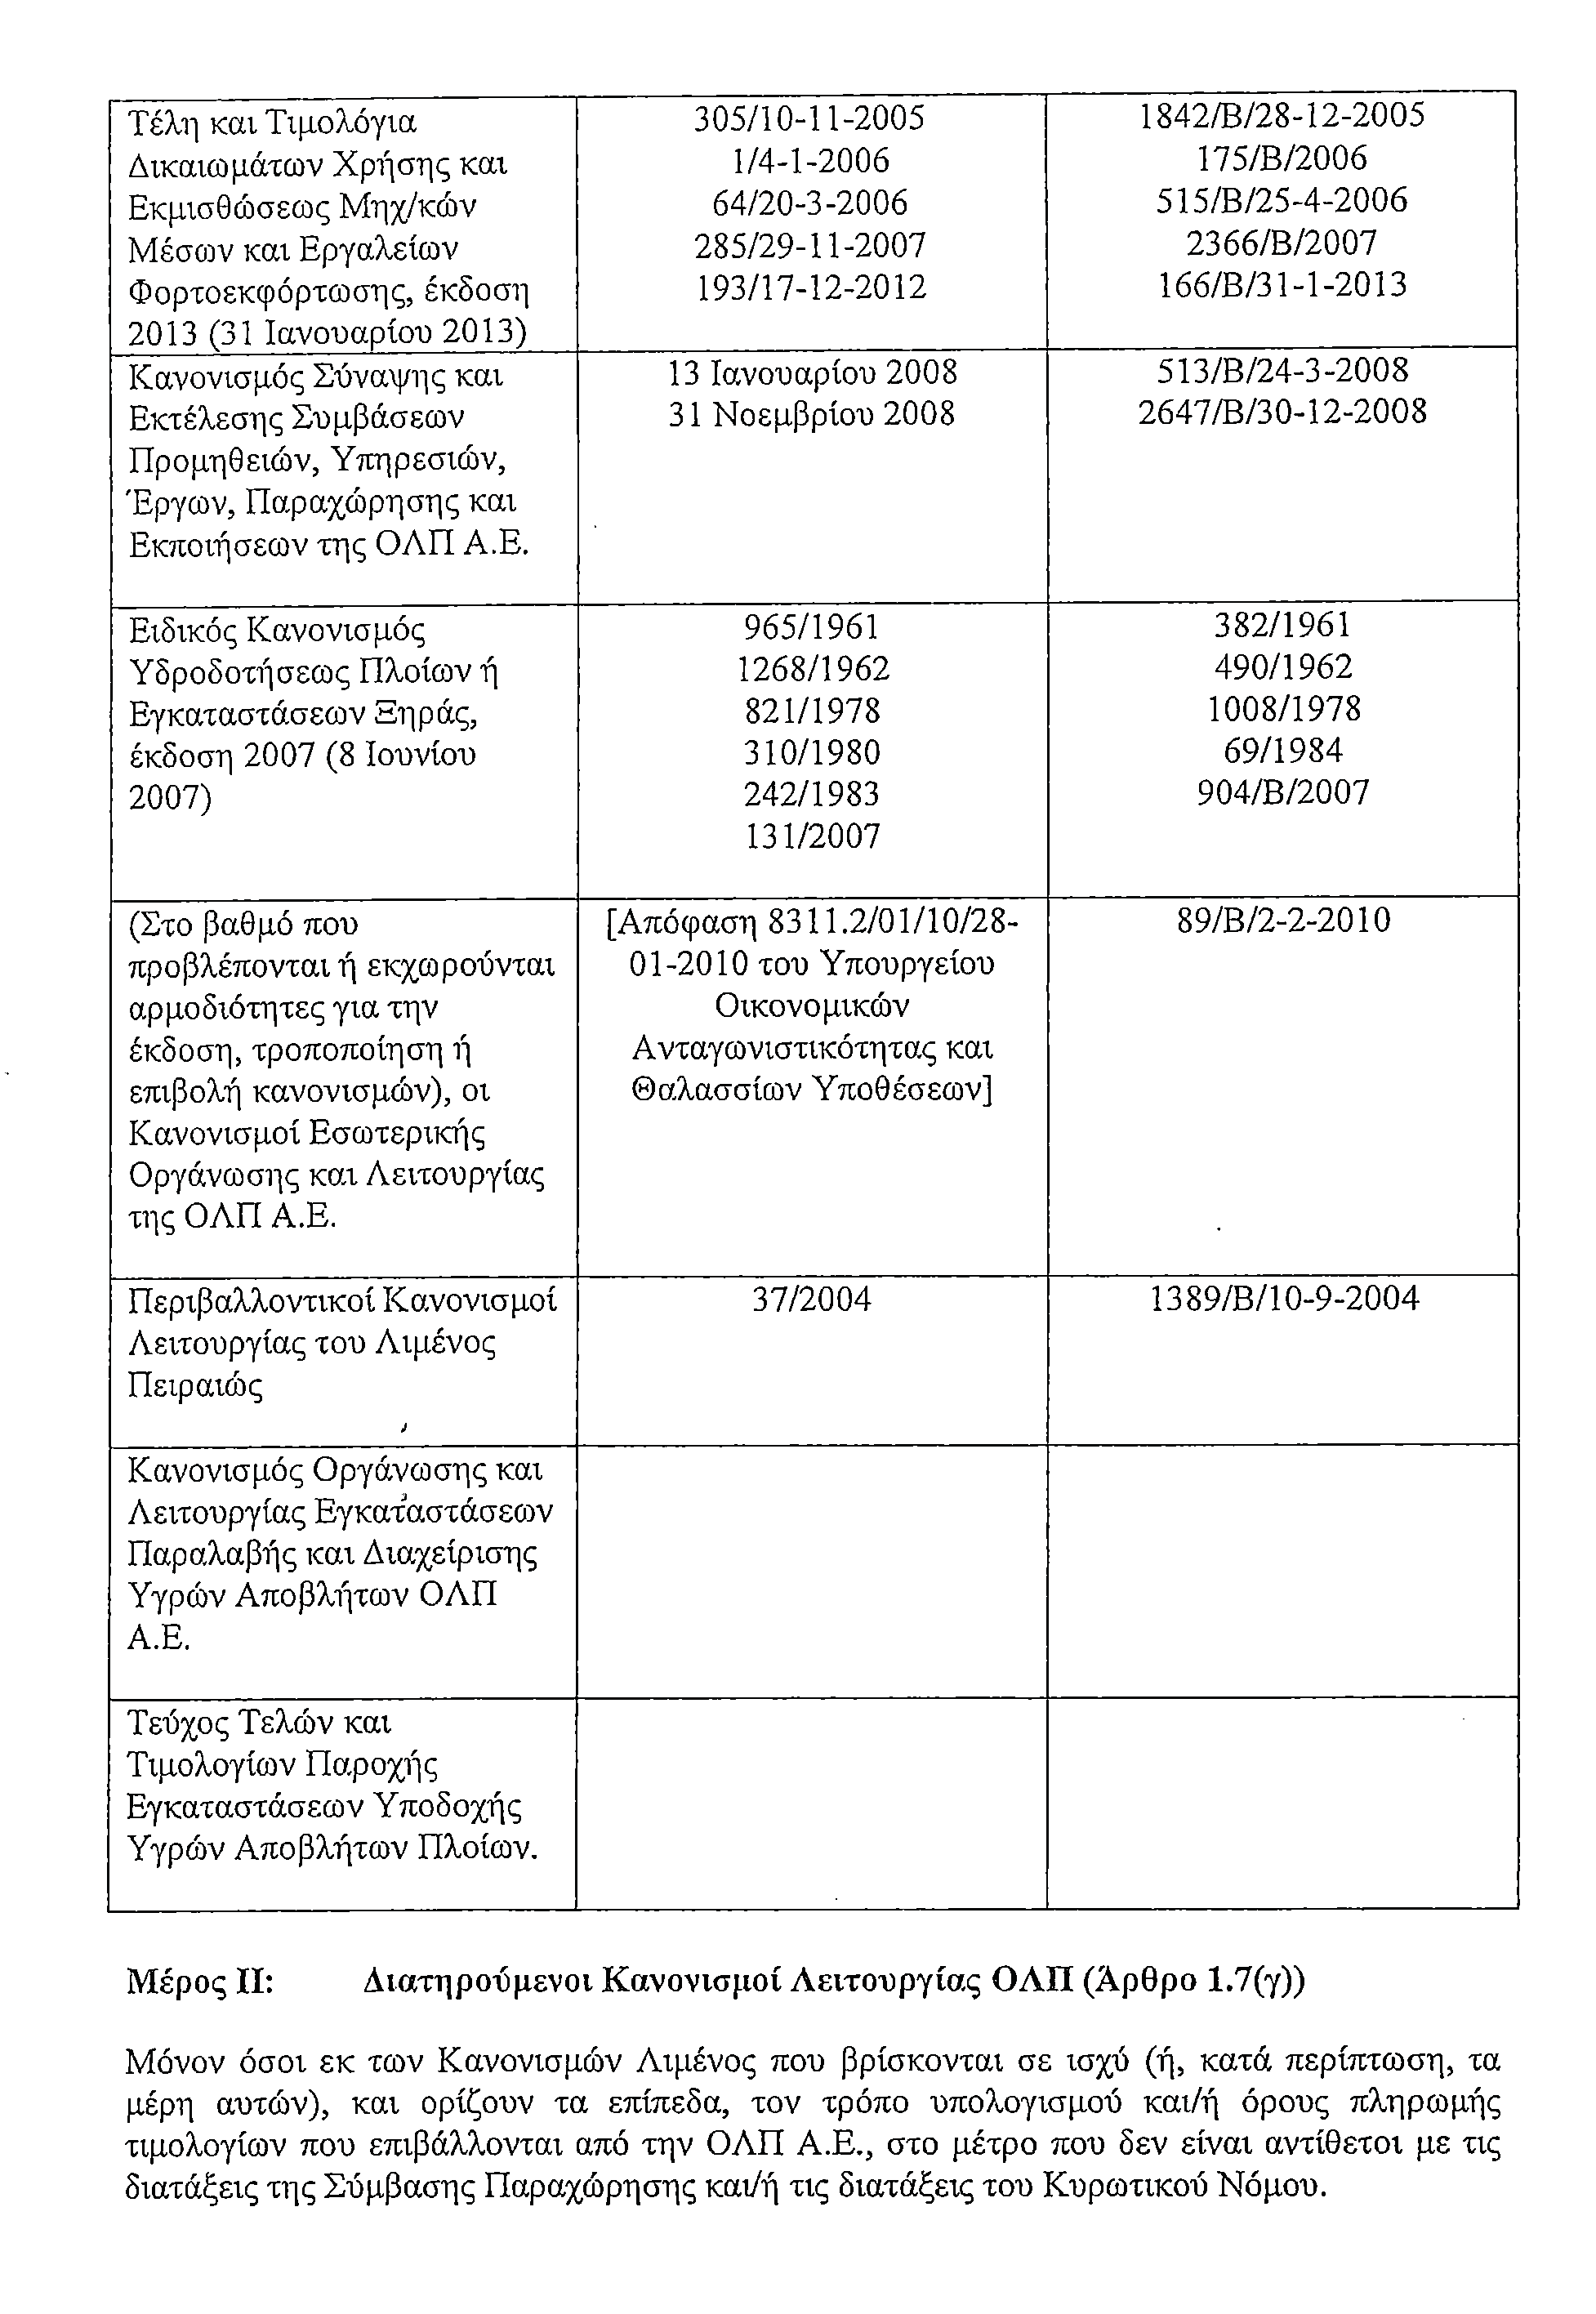 Τέλη και Τιμολόγια
Δικαιωμάτων Χρήσης και
Εκμισθώσεως Μηχ/κών
Μέσων και Εργαλείων
Φορτοεκφόρτωσης, έκδοση
2013 (31 Ιανουαρίου 2013)
305/10-11-2005
1/4-1-2006
64/20-3-2006
285/29-11-2007
193/17-12-2012
1842/Β/28-12-2005
175/Β/2006
515/Β/25-4-2006
2366/Β/2007
166/Β/31-1-2013
Κανονισμός Σύναψης και
Εκτέλεσης Συμβάσεων
Προμηθειών, Υπηρεσιών,
Έργων, Παραχώρησης και
Εκποιήσεων της ΟΛΠ Α.Ε.
13 Ιανουαρίου 2008
31 Νοεμβρίου 2008
513/Β/24-3-2008
2647/Β/30-12-2008
Ειδικός Κανονισμός
Υδροδοτήσεως Πλοίων ή
Εγκαταστάσεων Ξηράς,
έκδοση 2007 (8 Ιουνίου
2007)
965/1961
1268/1962
821/1978
310/1980
242/1983
131/2007
382/1961
490/1962
1008/1978
69/1984
904/Β/2007
(Στο βαθμό που
προβλέπονται ή εκχωρούνται
αρμοδιότητες για την
έκδοση, τροποποίηση ή
επιβολή κανονισμών), οι
Κανονισμοί Εσωτερικής
Οργάνωσης και Λειτουργίας
της ΟΛΠ Α.Ε.
[Απόφαση 8311.2/01/10/28-
01-2010 του Υπουργείου
Οικονομικών
Ανταγωνιστικότητας και
Θαλασσίων Υποθέσεων]
89/Β/2-2-2010
Περιβαλλοντικοί Κανονισμοί
Λειτουργίας του Λιμένος
Πειραιώς
37/2004
1389/Β/10-9-2004
Κανονισμός Οργάνωσης και
Λειτουργίας Εγκαταστάσεων
Παραλαβής και Διαχείρισης
Υγρών Αποβλήτων ΟΛΠ
Α.Ε.
Τεύχος Τελών και
Τιμολογίων Παροχής
Εγκαταστάσεων Υποδοχής
Υγρών Αποβλήτων Πλοίων.
Μέρος ΙΙ: Διατηρούμενοι Κανονισμοί Λειτουργίας ΟΛΠ (Άρθρο 1.7(γ))
Μόνον όσοι εκ των Κανονισμών Λιμένος που βρίσκονται σε ισχύ (ή, κατά περίπτωση, τα
μέρη αυτών), και ορίζουν τα επίπεδα, τον τρόπο υπολογισμού και/ή όρους πληρωμής
τιμολογίων που επιβάλλονται από την ΟΛΠ Α.Ε., στο μέτρο που δεν είναι αντίθετοι με τις
διατάξεις της Σύμβασης Παραχώρησης και/ή τις διατάξεις του Κυρωτικού Νόμου.